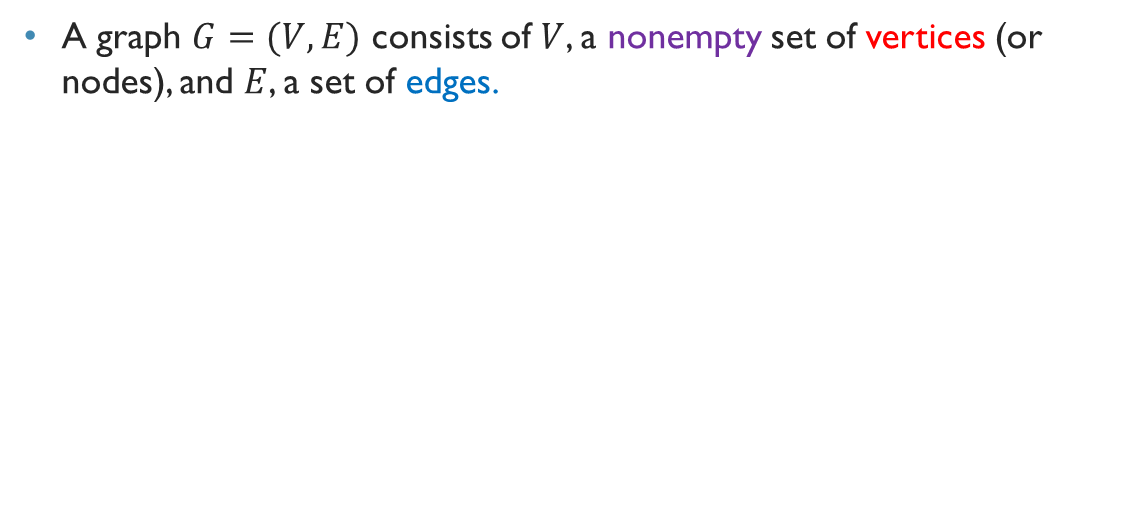 • A graph G = (V, E) consists of V, a nonempty set of vertices (or
nodes), and E, a set of edges.